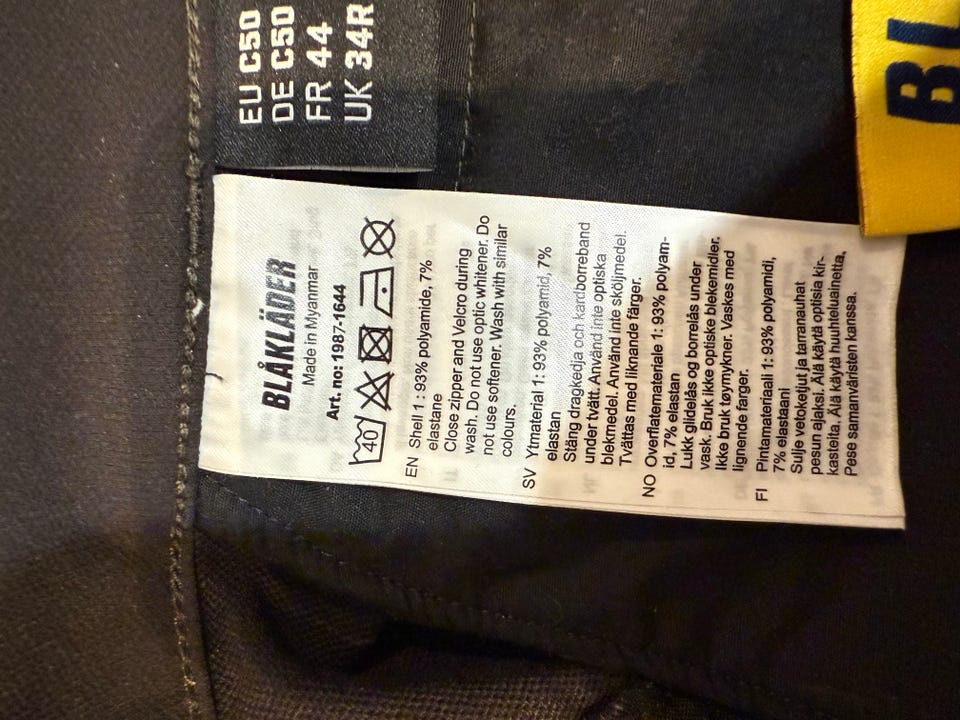 EU C50
DE C50
FR 44
UK 34R
BL
BLÅKLÄDER
Made in Myanmar
Art. no: 1987-1644
40
EN Shell 1 : 93% polyamide, 7%
elastane
Close zipper and Velcro during
wash. Do not use optic whitener. Do
not use softener. Wash with similar
colours.
SV Ytmaterial 1: 93% polyamid, 7%
elastan
Stäng dragkedja och kardborreband
under tvätt. Använd inte optiska
blekmedel. Använd inte sköljmedel.
Tvättas med liknande färger.
NO Overflatemateriale 1: 93% polyam-
id, 7% elastan
Lukk glidelås og borrelås under
vask. Bruk ikke optiske blekemidler.
Ikke bruk tøymykner. Vaskes med
lignende farger.
FI Pintamateriaali 1: 93% polyamidi,
7% elastaani
Sulje vetoketjut ja tarranauhat
pesun ajaksi. Älä käytä optisia kir-
kasteita. Älä käytä huuhteluainetta,
Pese samanväristen kanssa.